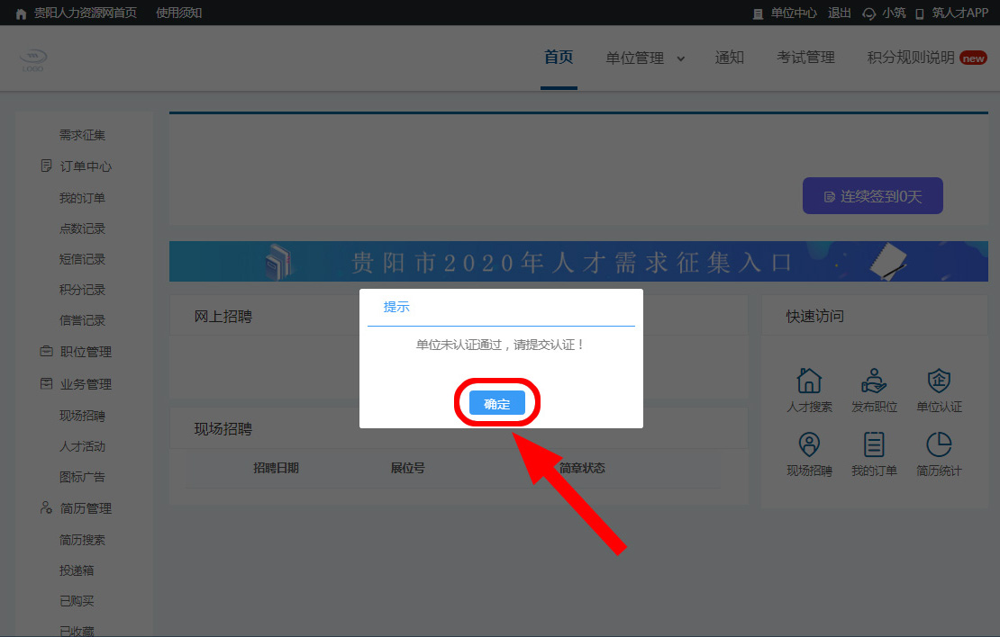 贵阳人力资源网首页 使用须知 单位中心 退出 小筑 筑人才APP
LOGO 首页 单位管理 通知 考试管理 积分规则说明 new
需求征集
订单中心
我的订单
点数记录
短信记录
积分记录
信誉记录
职位管理
业务管理
现场招聘
人才活动
图标广告
简历管理
简历搜索
投递箱
已购买
已收藏
连续签到0天
贵阳市2020年人才需求征集入口
网上招聘
现场招聘
招聘日期 展位号 简章状态
提示
单位未认证通过，请提交认证！
确定
快速访问
人才搜索 发布职位 单位认证
现场招聘 我的订单 简历统计